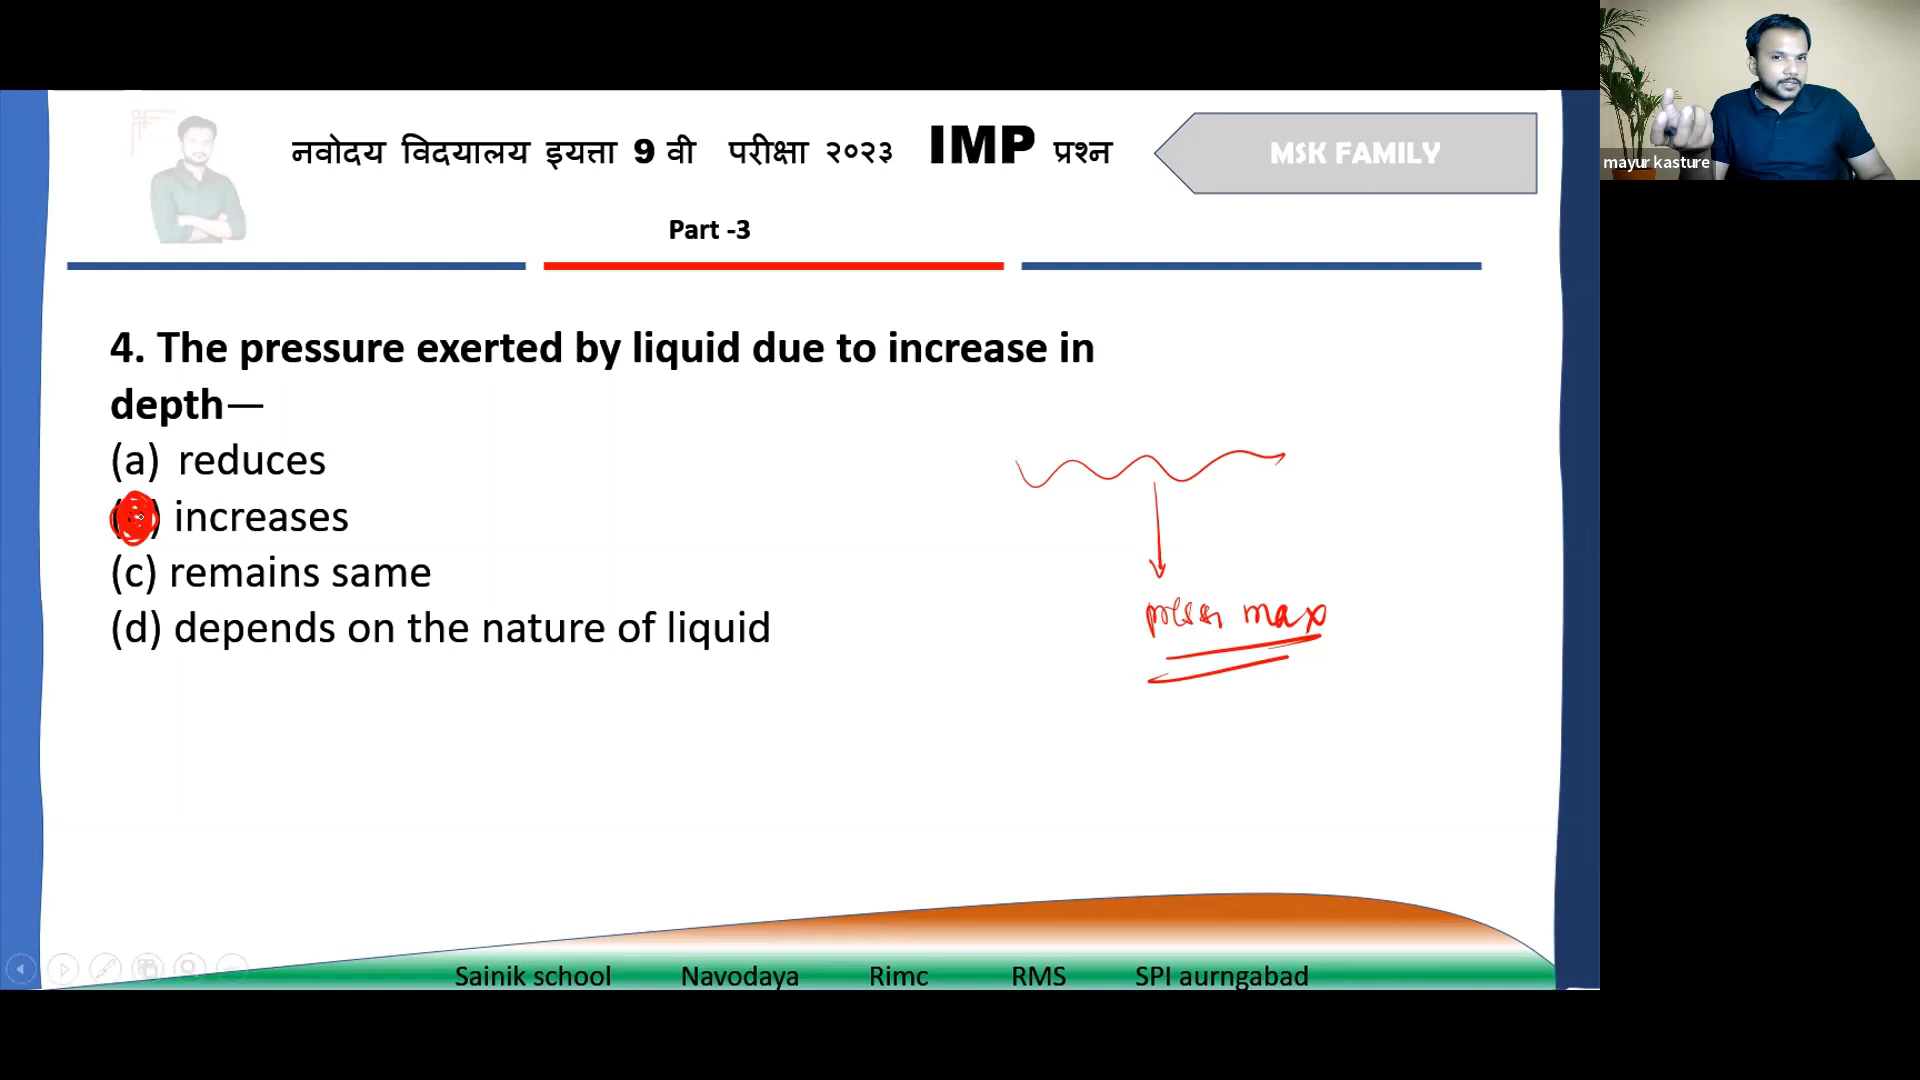 नवोदय विदयालय इयत्ता 9 वी परीक्षा २०२३ IMP प्रश्न
MSK FAMILY
mayur kasture
Part -3
4. The pressure exerted by liquid due to increase in
depth—
(a) reduces
( ) increases
(c) remains same
(d) depends on the nature of liquid
max
Sainik school Navodaya Rimc RMS SPI aurngabad